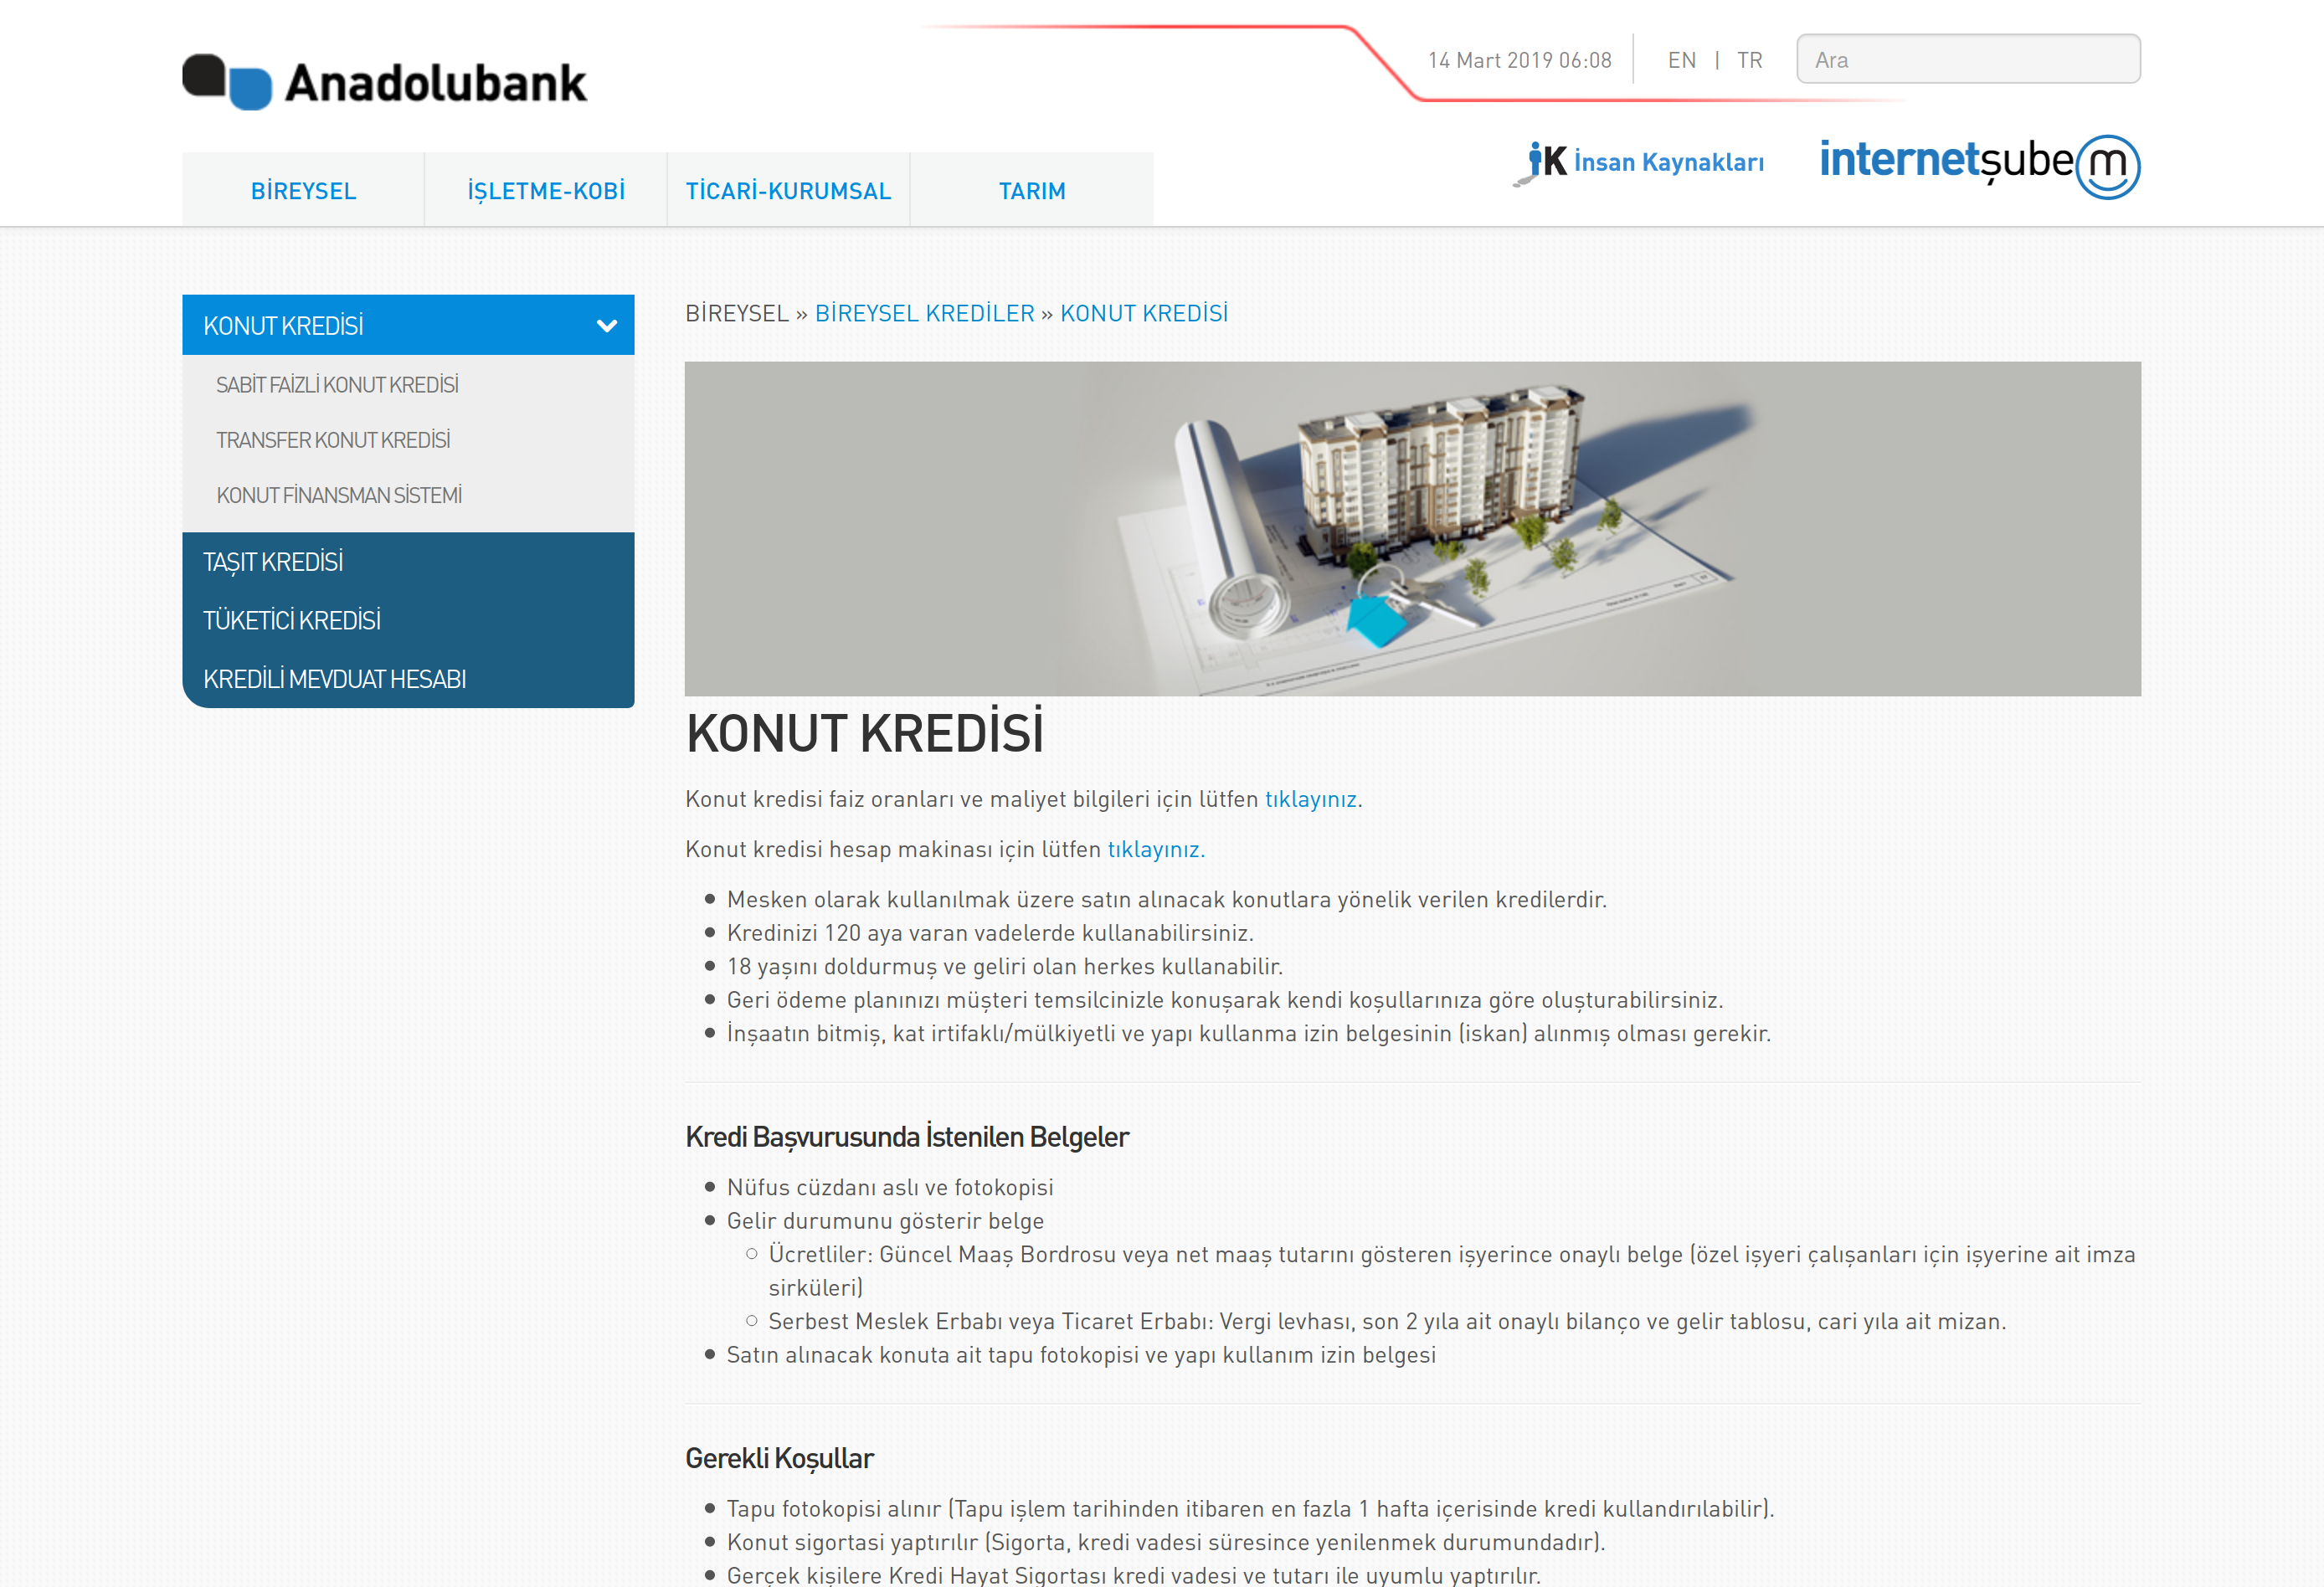 Anadolubank
14 Mart 2019 06:08
EN | TR
Ara
iK İnsan Kaynakları
internetşubem
BİREYSEL
İŞLETME-KOBİ
TİCARİ-KURUMSAL
TARIM
KONUT KREDİSİ
SABİT FAİZLİ KONUT KREDİSİ
TRANSFER KONUT KREDİSİ
KONUT FİNANSMAN SİSTEMİ
TAŞIT KREDİSİ
TÜKETİCİ KREDİSİ
KREDİLİ MEVDUAT HESABI
BİREYSEL » BİREYSEL KREDİLER » KONUT KREDİSİ
KONUT KREDİSİ
Konut kredisi faiz oranları ve maliyet bilgileri için lütfen tıklayınız.
Konut kredisi hesap makinası için lütfen tıklayınız.
Mesken olarak kullanılmak üzere satın alınacak konutlara yönelik verilen kredilerdir.
Kredinizi 120 aya varan vadelerde kullanabilirsiniz.
18 yaşını doldurmuş ve geliri olan herkes kullanabilir.
Geri ödeme planınızı müşteri temsilcinizle konuşarak kendi koşullarınıza göre oluşturabilirsiniz.
İnşaatın bitmiş, kat irtifaklı/mülkiyetli ve yapı kullanma izin belgesinin (iskan) alınmış olması gerekir.
Kredi Başvurusunda İstenilen Belgeler
Nüfus cüzdanı aslı ve fotokopisi
Gelir durumunu gösterir belge
Ücretliler: Güncel Maaş Bordrosu veya net maaş tutarını gösteren işyerince onaylı belge (özel işyeri çalışanları için işyerine ait imza
sirküleri)
Serbest Meslek Erbabı veya Ticaret Erbabı: Vergi levhası, son 2 yıla ait onaylı bilanço ve gelir tablosu, cari yıla ait mizan.
Satın alınacak konuta ait tapu fotokopisi ve yapı kullanım izin belgesi
Gerekli Koşullar
Tapu fotokopisi alınır (Tapu işlem tarihinden itibaren en fazla 1 hafta içerisinde kredi kullandırılabilir).
Konut sigortasi yaptırılır (Sigorta, kredi vadesi süresince yenilenmek durumundadır).
Gerçek kişilere Kredi Hayat Sigortası kredi vadesi ve tutarı ile uyumlu yaptırılır.